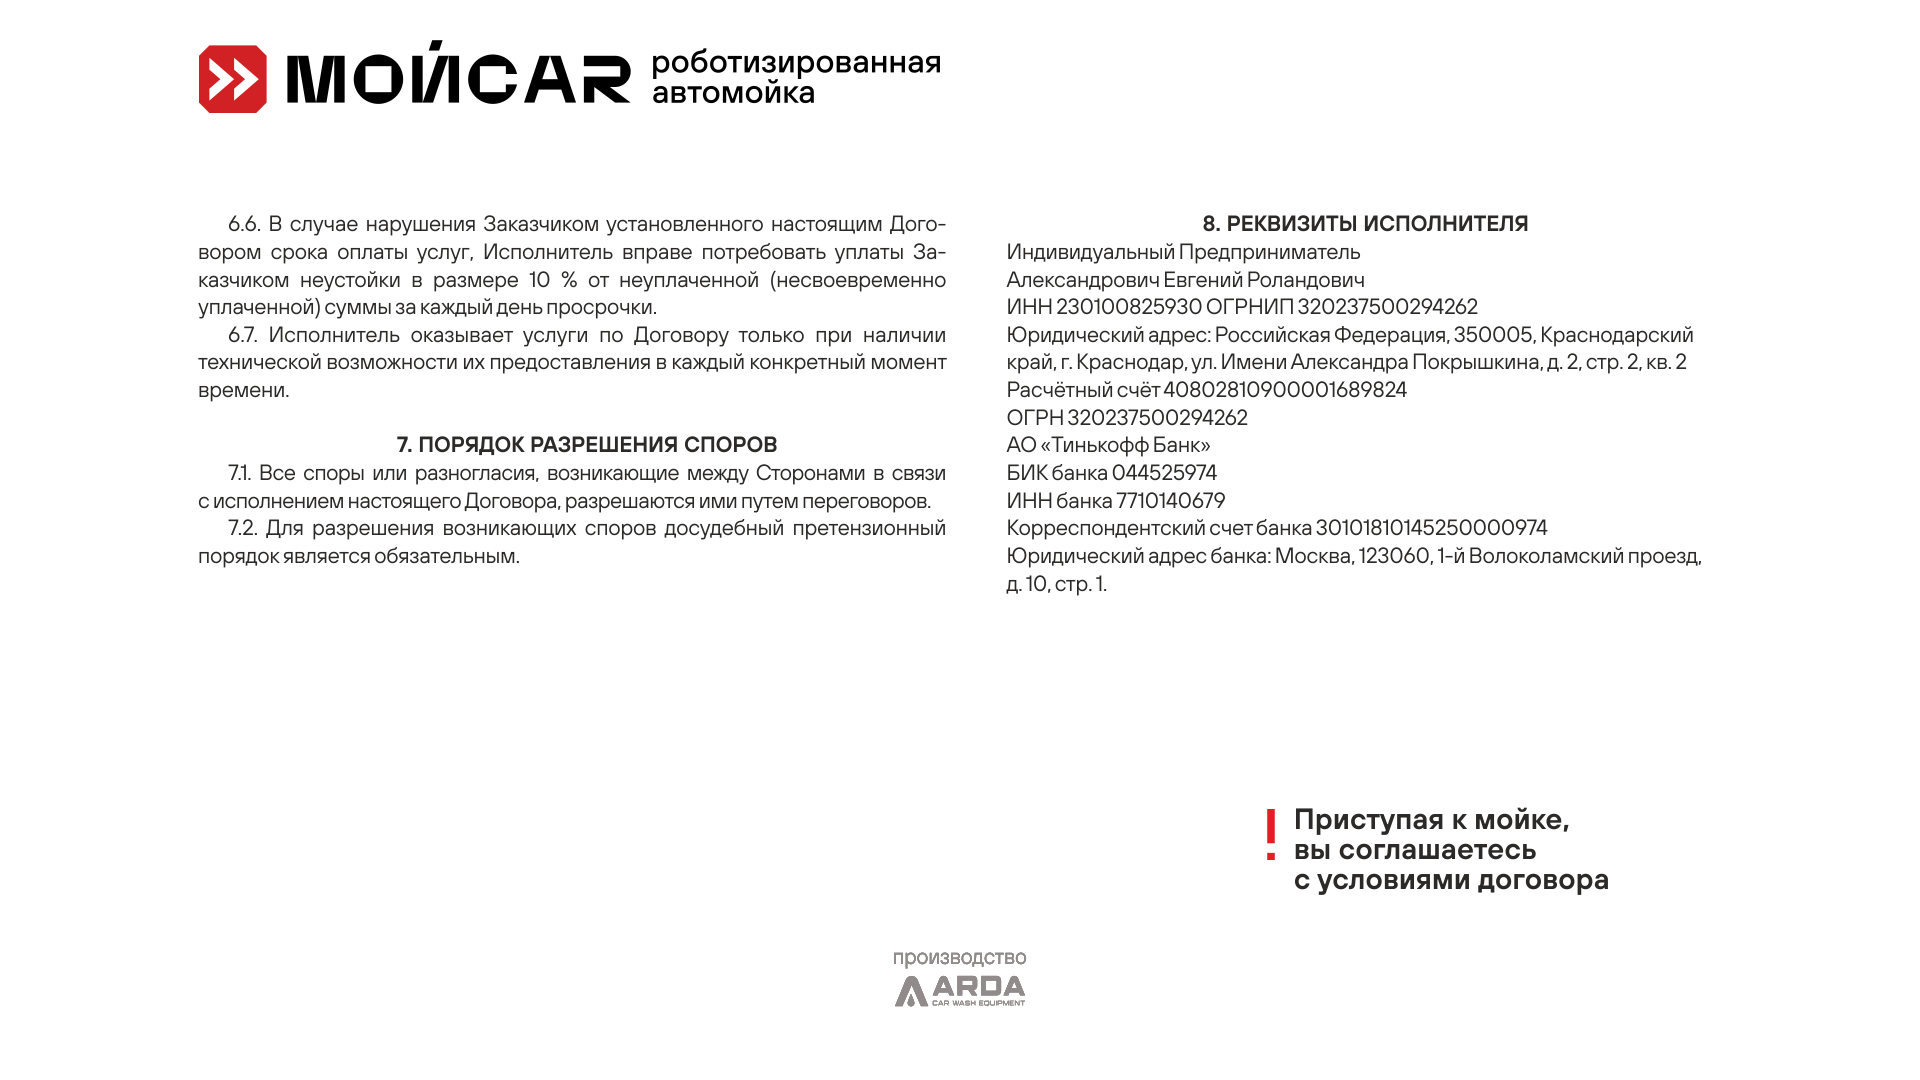 МОЙCAR
роботизированная
автомойка
6.6. В случае нарушения Заказчиком установленного настоящим Дого-
вором срока оплаты услуг, Исполнитель вправе потребовать уплаты За-
казчиком неустойки в размере 10 % от неуплаченной (несвоевременно
уплаченной) суммы за каждый день просрочки.
6.7. Исполнитель оказывает услуги по Договору только при наличии
технической возможности их предоставления в каждый конкретный момент
времени.
7. ПОРЯДОК РАЗРЕШЕНИЯ СПОРОВ
7.1. Все споры или разногласия, возникающие между Сторонами в связи
с исполнением настоящего Договора, разрешаются ими путем переговоров.
7.2. Для разрешения возникающих споров досудебный претензионный
порядок является обязательным.
8. РЕКВИЗИТЫ ИСПОЛНИТЕЛЯ
Индивидуальный Предприниматель
Александрович Евгений Роландович
ИНН 230100825930 ОГРНИП 320237500294262
Юридический адрес: Российская Федерация, 350005, Краснодарский
край, г. Краснодар, ул. Имени Александра Покрышкина, д. 2, стр. 2, кв. 2
Расчётный счёт 40802810900001689824
ОГРН 320237500294262
АО «Тинькофф Банк»
БИК банка 044525974
ИНН банка 7710140679
Корреспондентский счет банка 30101810145250000974
Юридический адрес банка: Москва, 123060, 1-й Волоколамский проезд,
д. 10, стр. 1.
! Приступая к мойке,
вы соглашаетесь
с условиями договора
производство
ARDA
CAR WASH EQUIPMENT